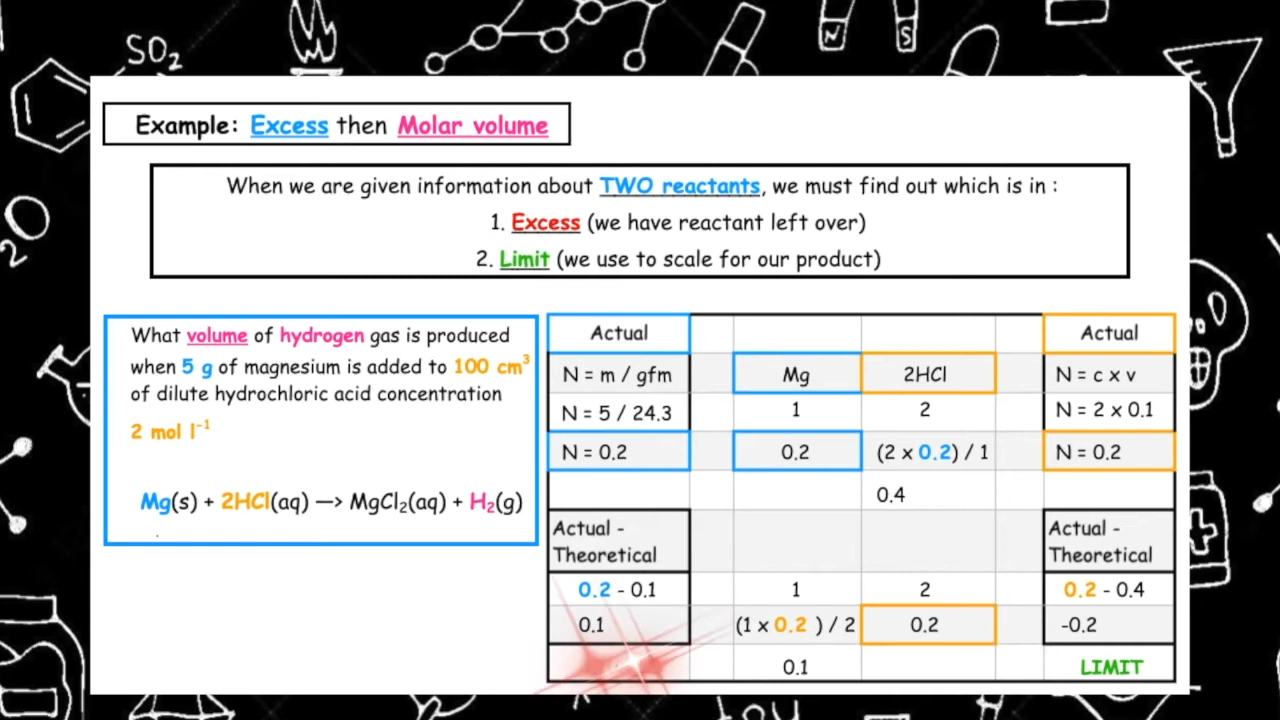 SO₂
N
S
₂O
Example: Excess then Molar volume
When we are given information about TWO reactants, we must find out which is in :
1. Excess (we have reactant left over)
2. Limit (we use to scale for our product)
What volume of hydrogen gas is produced
when 5 g of magnesium is added to 100 cm³
of dilute hydrochloric acid concentration
2 mol l⁻¹
Mg(s) + 2HCl(aq) —> MgCl₂(aq) + H₂(g)
Actual Actual
N = m / gfm Mg 2HCl N = c x v
N = 5 / 24.3 1 2 N = 2 x 0.1
N = 0.2 0.2 (2 x 0.2) / 1 N = 0.2
0.4
Actual - Actual -
Theoretical Theoretical
0.2 - 0.1 1 2 0.2 - 0.4
0.1 (1 x 0.2 ) / 2 0.2 -0.2
0.1 LIMIT